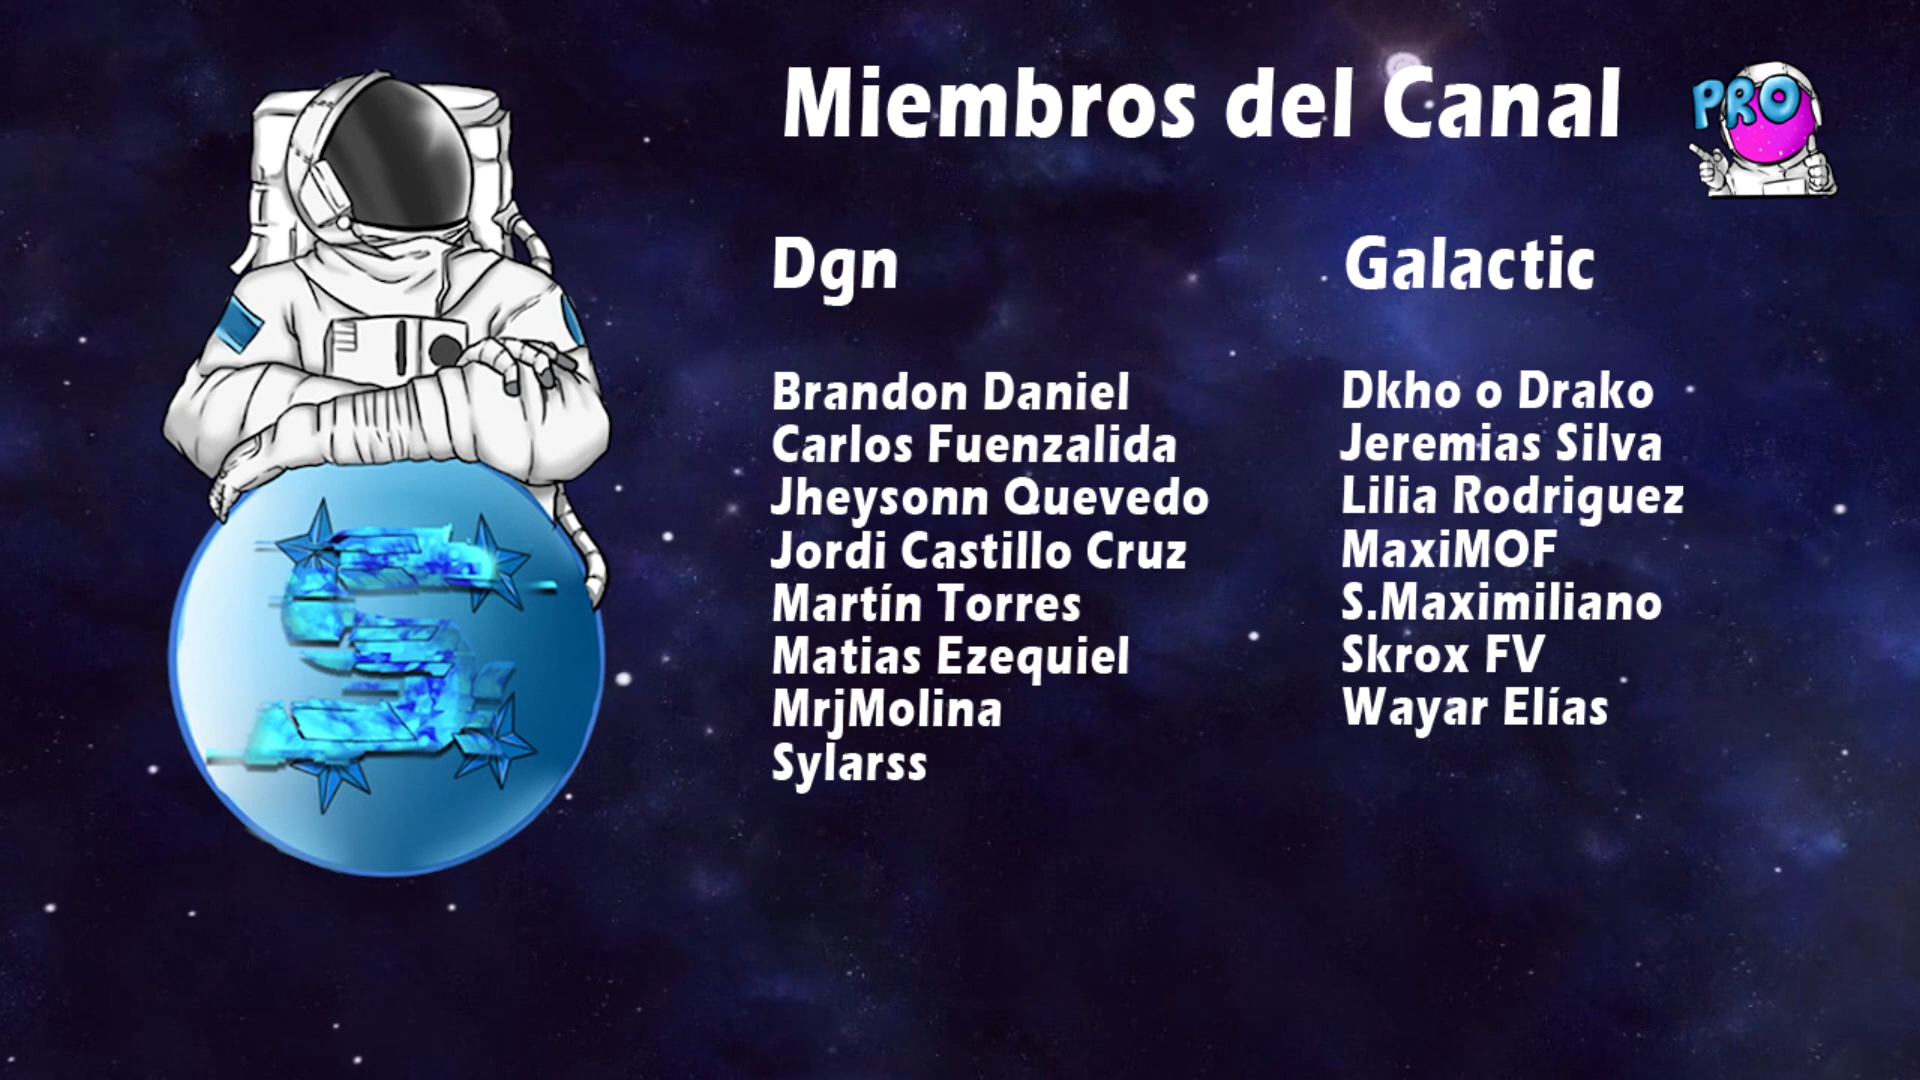 Miembros del Canal
PRO
Dgn
Brandon Daniel
Carlos Fuenzalida
Jheysonn Quevedo
Jordi Castillo Cruz
Martín Torres
Matias Ezequiel
MrjMolina
Sylarss
Galactic
Dkho o Drako
Jeremias Silva
Lilia Rodriguez
MaxiMOF
S.Maximiliano
Skrox FV
Wayar Elías
S